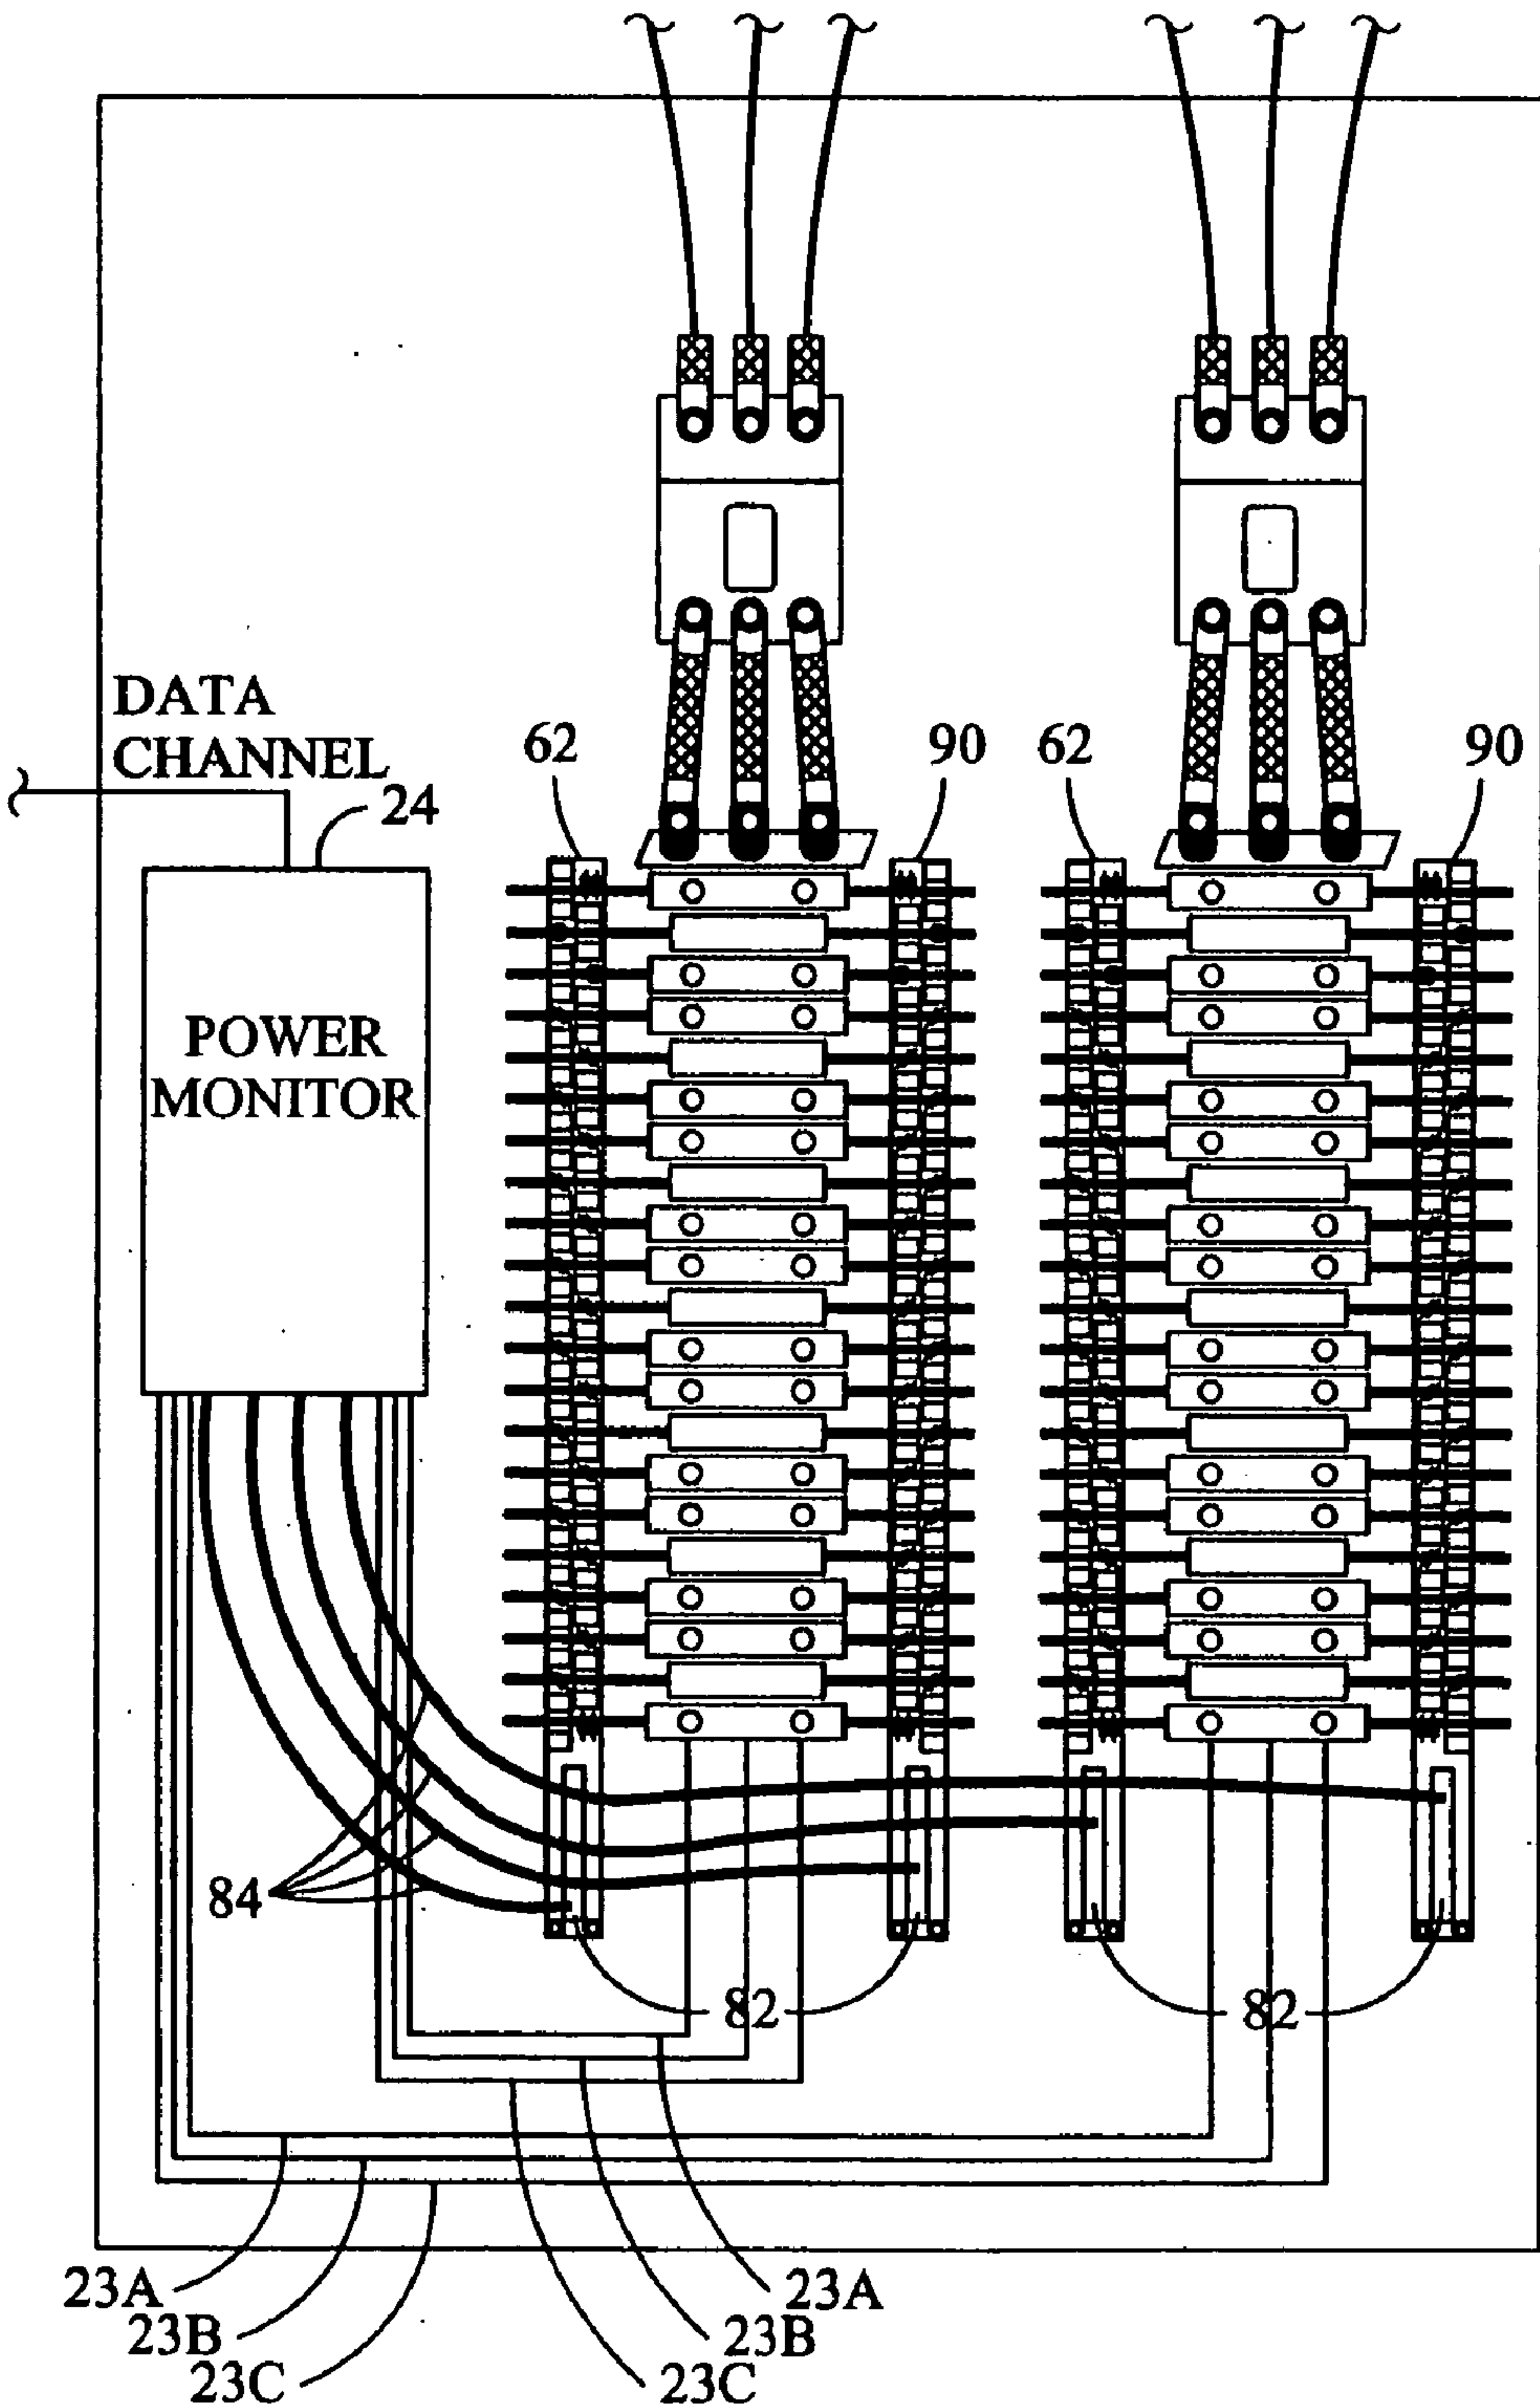 DATA
CHANNEL
24
62
90
62
90
POWER
MONITOR
84
82
82
23A
23B
23C
23A
23B
23C